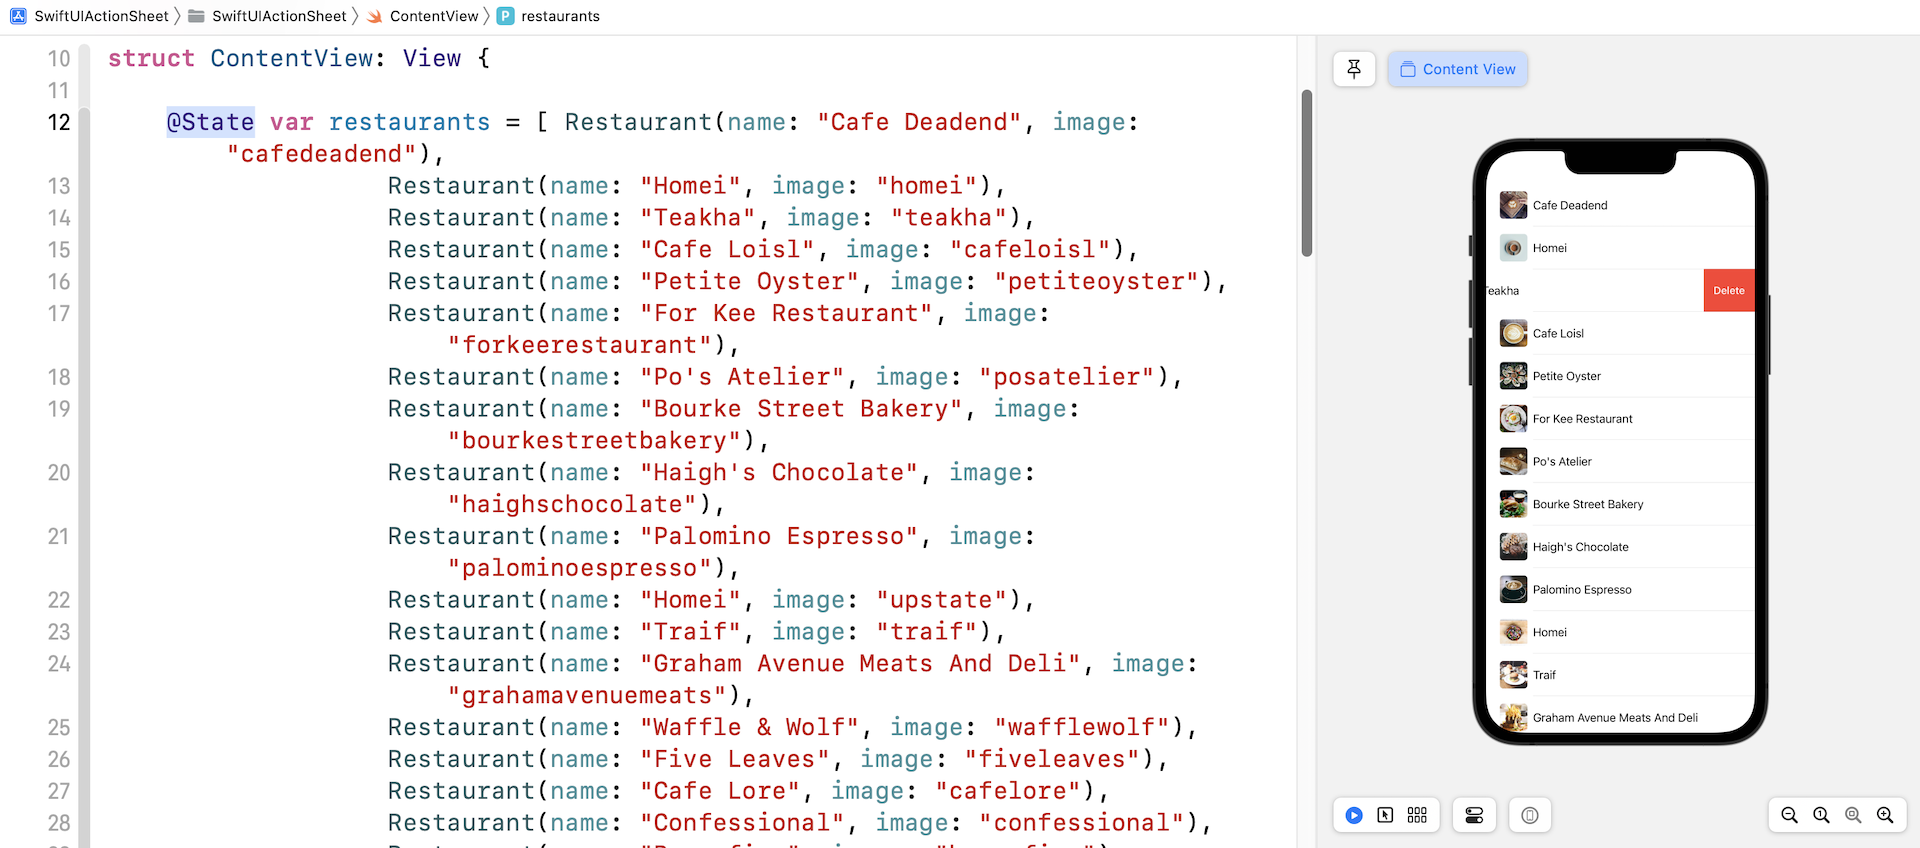 SwiftUIActionSheet SwiftUIActionSheet ContentView P restaurants
10 struct ContentView: View {
11
12 @State var restaurants = [ Restaurant(name: "Cafe Deadend", image:
"cafedeadend"),
13 Restaurant(name: "Homei", image: "homei"),
14 Restaurant(name: "Teakha", image: "teakha"),
15 Restaurant(name: "Cafe Loisl", image: "cafeloisl"),
16 Restaurant(name: "Petite Oyster", image: "petiteoyster"),
17 Restaurant(name: "For Kee Restaurant", image:
"forkeerestaurant"),
18 Restaurant(name: "Po's Atelier", image: "posatelier"),
19 Restaurant(name: "Bourke Street Bakery", image:
"bourkestreetbakery"),
20 Restaurant(name: "Haigh's Chocolate", image:
"haighschocolate"),
21 Restaurant(name: "Palomino Espresso", image:
"palominoespresso"),
22 Restaurant(name: "Homei", image: "upstate"),
23 Restaurant(name: "Traif", image: "traif"),
24 Restaurant(name: "Graham Avenue Meats And Deli", image:
"grahamavenuemeats"),
25 Restaurant(name: "Waffle & Wolf", image: "wafflewolf"),
26 Restaurant(name: "Five Leaves", image: "fiveleaves"),
27 Restaurant(name: "Cafe Lore", image: "cafelore"),
28 Restaurant(name: "Confessional", image: "confessional"),
Content View
Cafe Deadend
Homei
Teakha Delete
Cafe Loisl
Petite Oyster
For Kee Restaurant
Po's Atelier
Bourke Street Bakery
Haigh's Chocolate
Palomino Espresso
Homei
Traif
Graham Avenue Meats And Deli